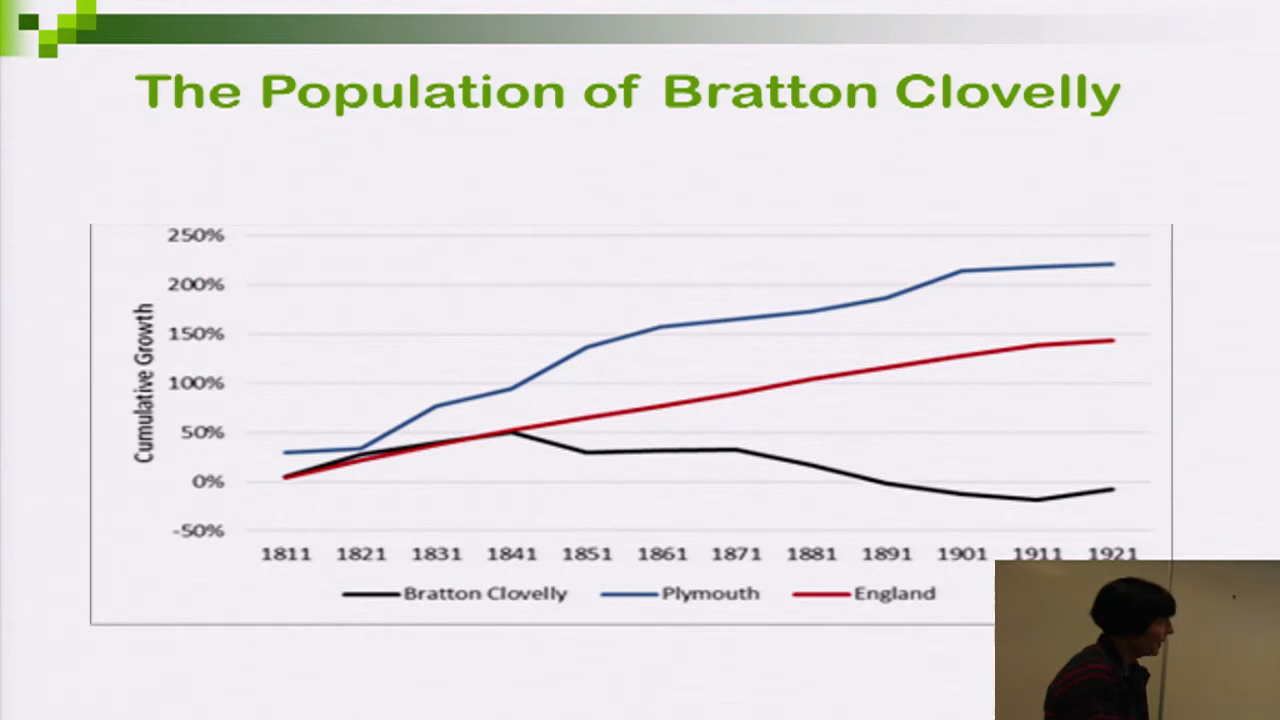 The Population of Bratton Clovelly
Cumulative Growth
250%
200%
150%
100%
50%
0%
-50%
1811 1821 1831 1841 1851 1861 1871 1881 1891 1901 1911 1921
Bratton Clovelly Plymouth England